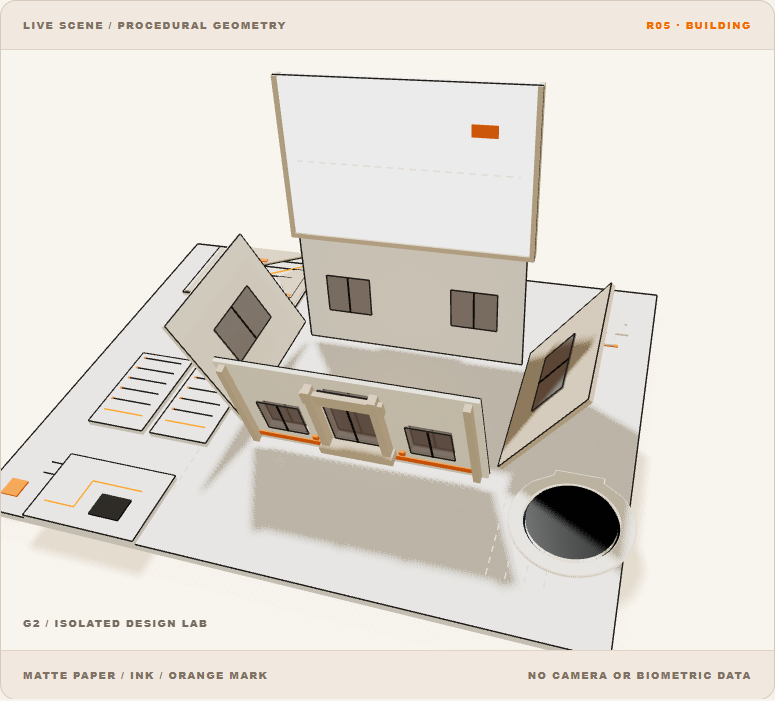 LIVE SCENE / PROCEDURAL GEOMETRY
R05 · BUILDING
G2 / ISOLATED DESIGN LAB
MATTE PAPER / INK / ORANGE MARK
NO CAMERA OR BIOMETRIC DATA